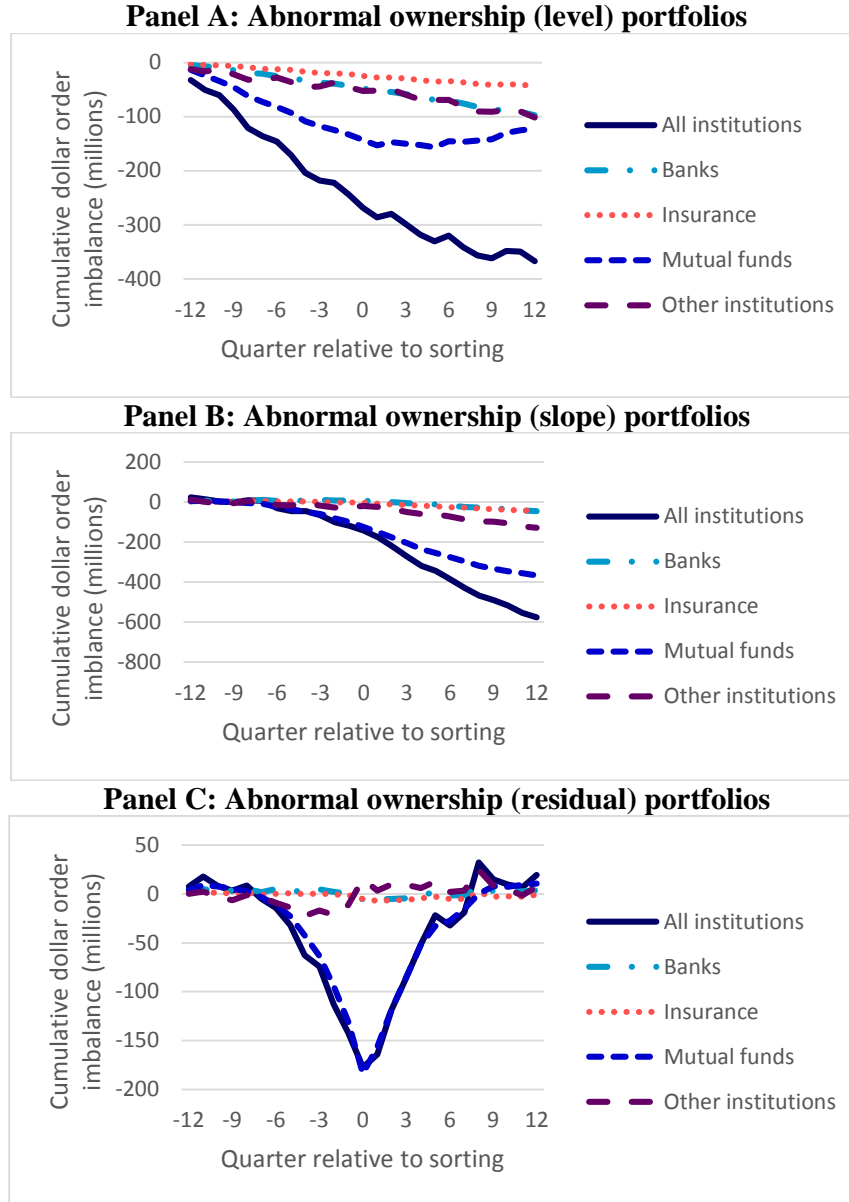 Panel A: Abnormal ownership (level) portfolios
Cumulative dollar order
imbalance (millions)
0
-100
-200
-300
-400
-12 -9 -6 -3 0 3 6 9 12
Quarter relative to sorting
All institutions
Banks
Insurance
Mutual funds
Other institutions
Panel B: Abnormal ownership (slope) portfolios
Cumulative dollar order
imblance (millions)
200
0
-200
-400
-600
-800
-12 -9 -6 -3 0 3 6 9 12
Quarter relative to sorting
All institutions
Banks
Insurance
Mutual funds
Other institutions
Panel C: Abnormal ownership (residual) portfolios
Cumulative dollar order
imbalance (millions)
50
0
-50
-100
-150
-200
-12 -9 -6 -3 0 3 6 9 12
Quarter relative to sorting
All institutions
Banks
Insurance
Mutual funds
Other institutions